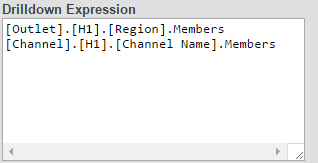 Drilldown Expression
[Outlet].[H1].[Region].Members
[Channel].[H1].[Channel Name].Members